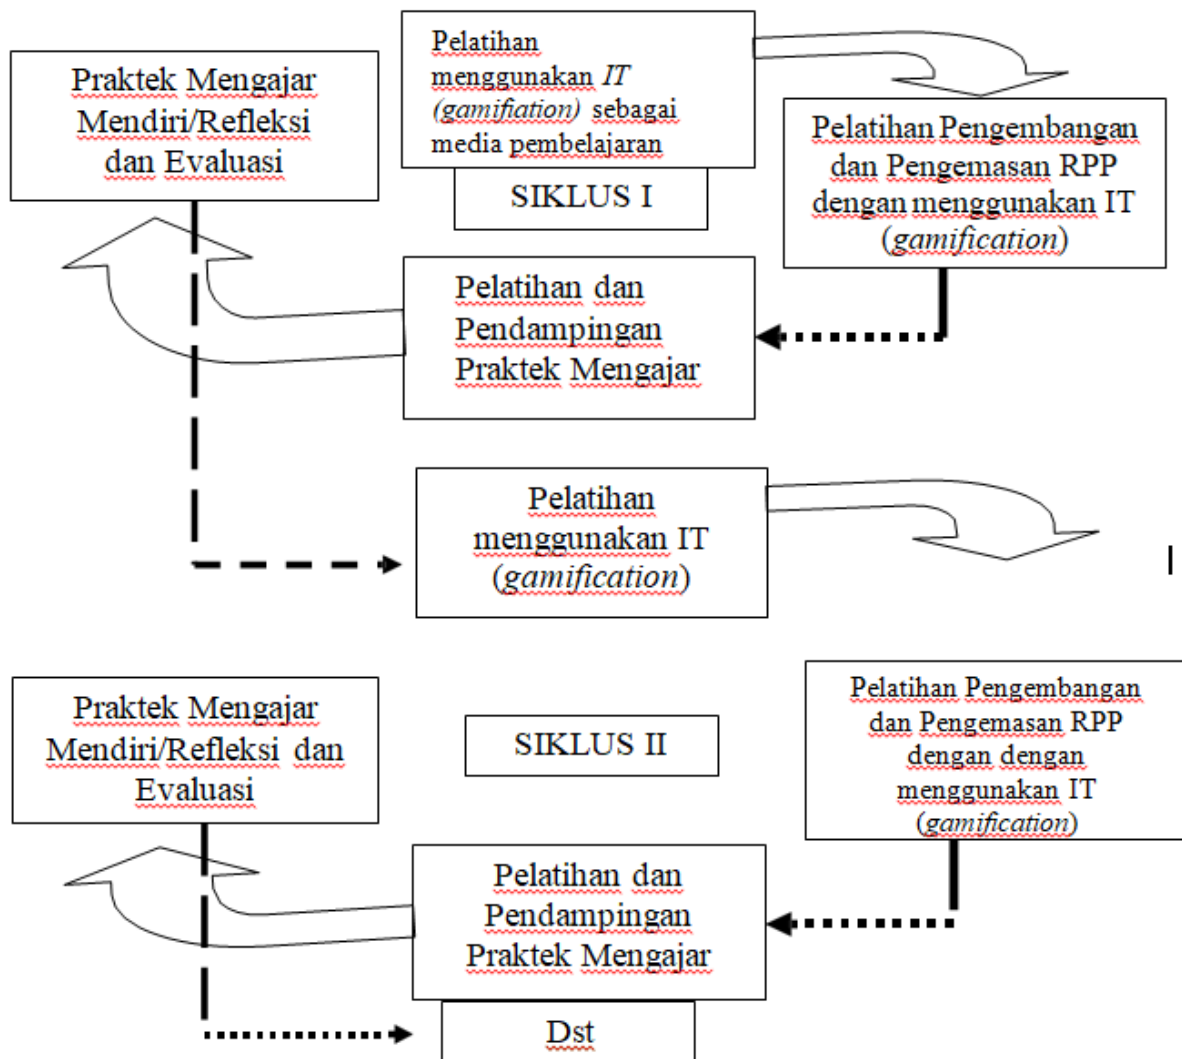 Pelatihan
menggunakan IT
(gamifiation) sebagai
media pembelajaran
Praktek Mengajar
Mendiri/Refleksi
dan Evaluasi
Pelatihan Pengembangan
dan Pengemasan RPP
dengan menggunakan IT
(gamification)
SIKLUS I
Pelatihan dan
Pendampingan
Praktek Mengajar
Pelatihan
menggunakan IT
(gamification)
Praktek Mengajar
Mendiri/Refleksi dan
Evaluasi
SIKLUS II
Pelatihan Pengembangan
dan Pengemasan RPP
dengan dengan
menggunakan IT
(gamification)
Pelatihan dan
Pendampingan
Praktek Mengajar
Dst